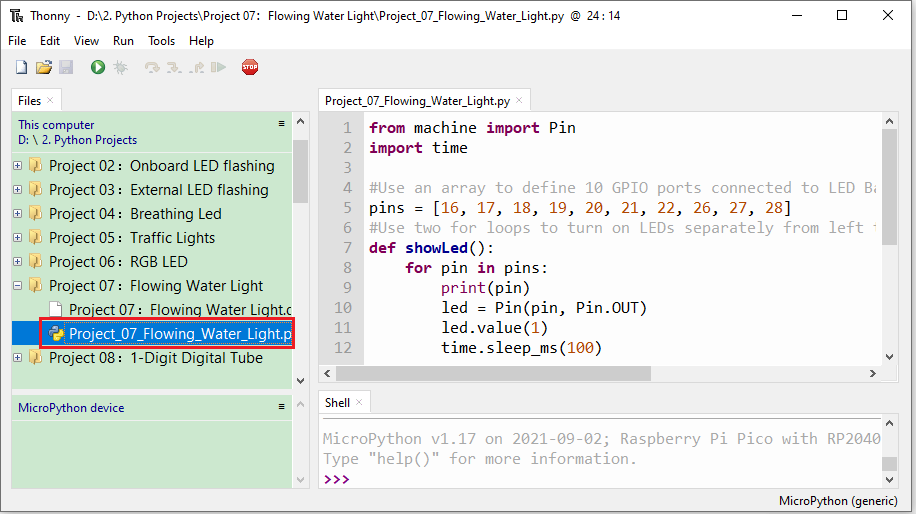 Thonny - D:\2. Python Projects\Project 07：Flowing Water Light\Project_07_Flowing_Water_Light.py @ 24 : 14
File Edit View Run Tools Help
STOP
Files
This computer
D: \ 2. Python Projects
Project 02：Onboard LED flashing
Project 03：External LED flashing
Project 04：Breathing Led
Project 05：Traffic Lights
Project 06：RGB LED
Project 07：Flowing Water Light
Project 07：Flowing Water Light.c
Project_07_Flowing_Water_Light.p
Project 08：1-Digit Digital Tube
MicroPython device
Project_07_Flowing_Water_Light.py
1 from machine import Pin
2 import time
3
4 #Use an array to define 10 GPIO ports connected to LED Ba
5 pins = [16, 17, 18, 19, 20, 21, 22, 26, 27, 28]
6 #Use two for loops to turn on LEDs separately from left t
7 def showLed():
8 for pin in pins:
9 print(pin)
10 led = Pin(pin, Pin.OUT)
11 led.value(1)
12 time.sleep_ms(100)
Shell
MicroPython v1.17 on 2021-09-02; Raspberry Pi Pico with RP2040
Type "help()" for more information.
>>>
MicroPython (generic)